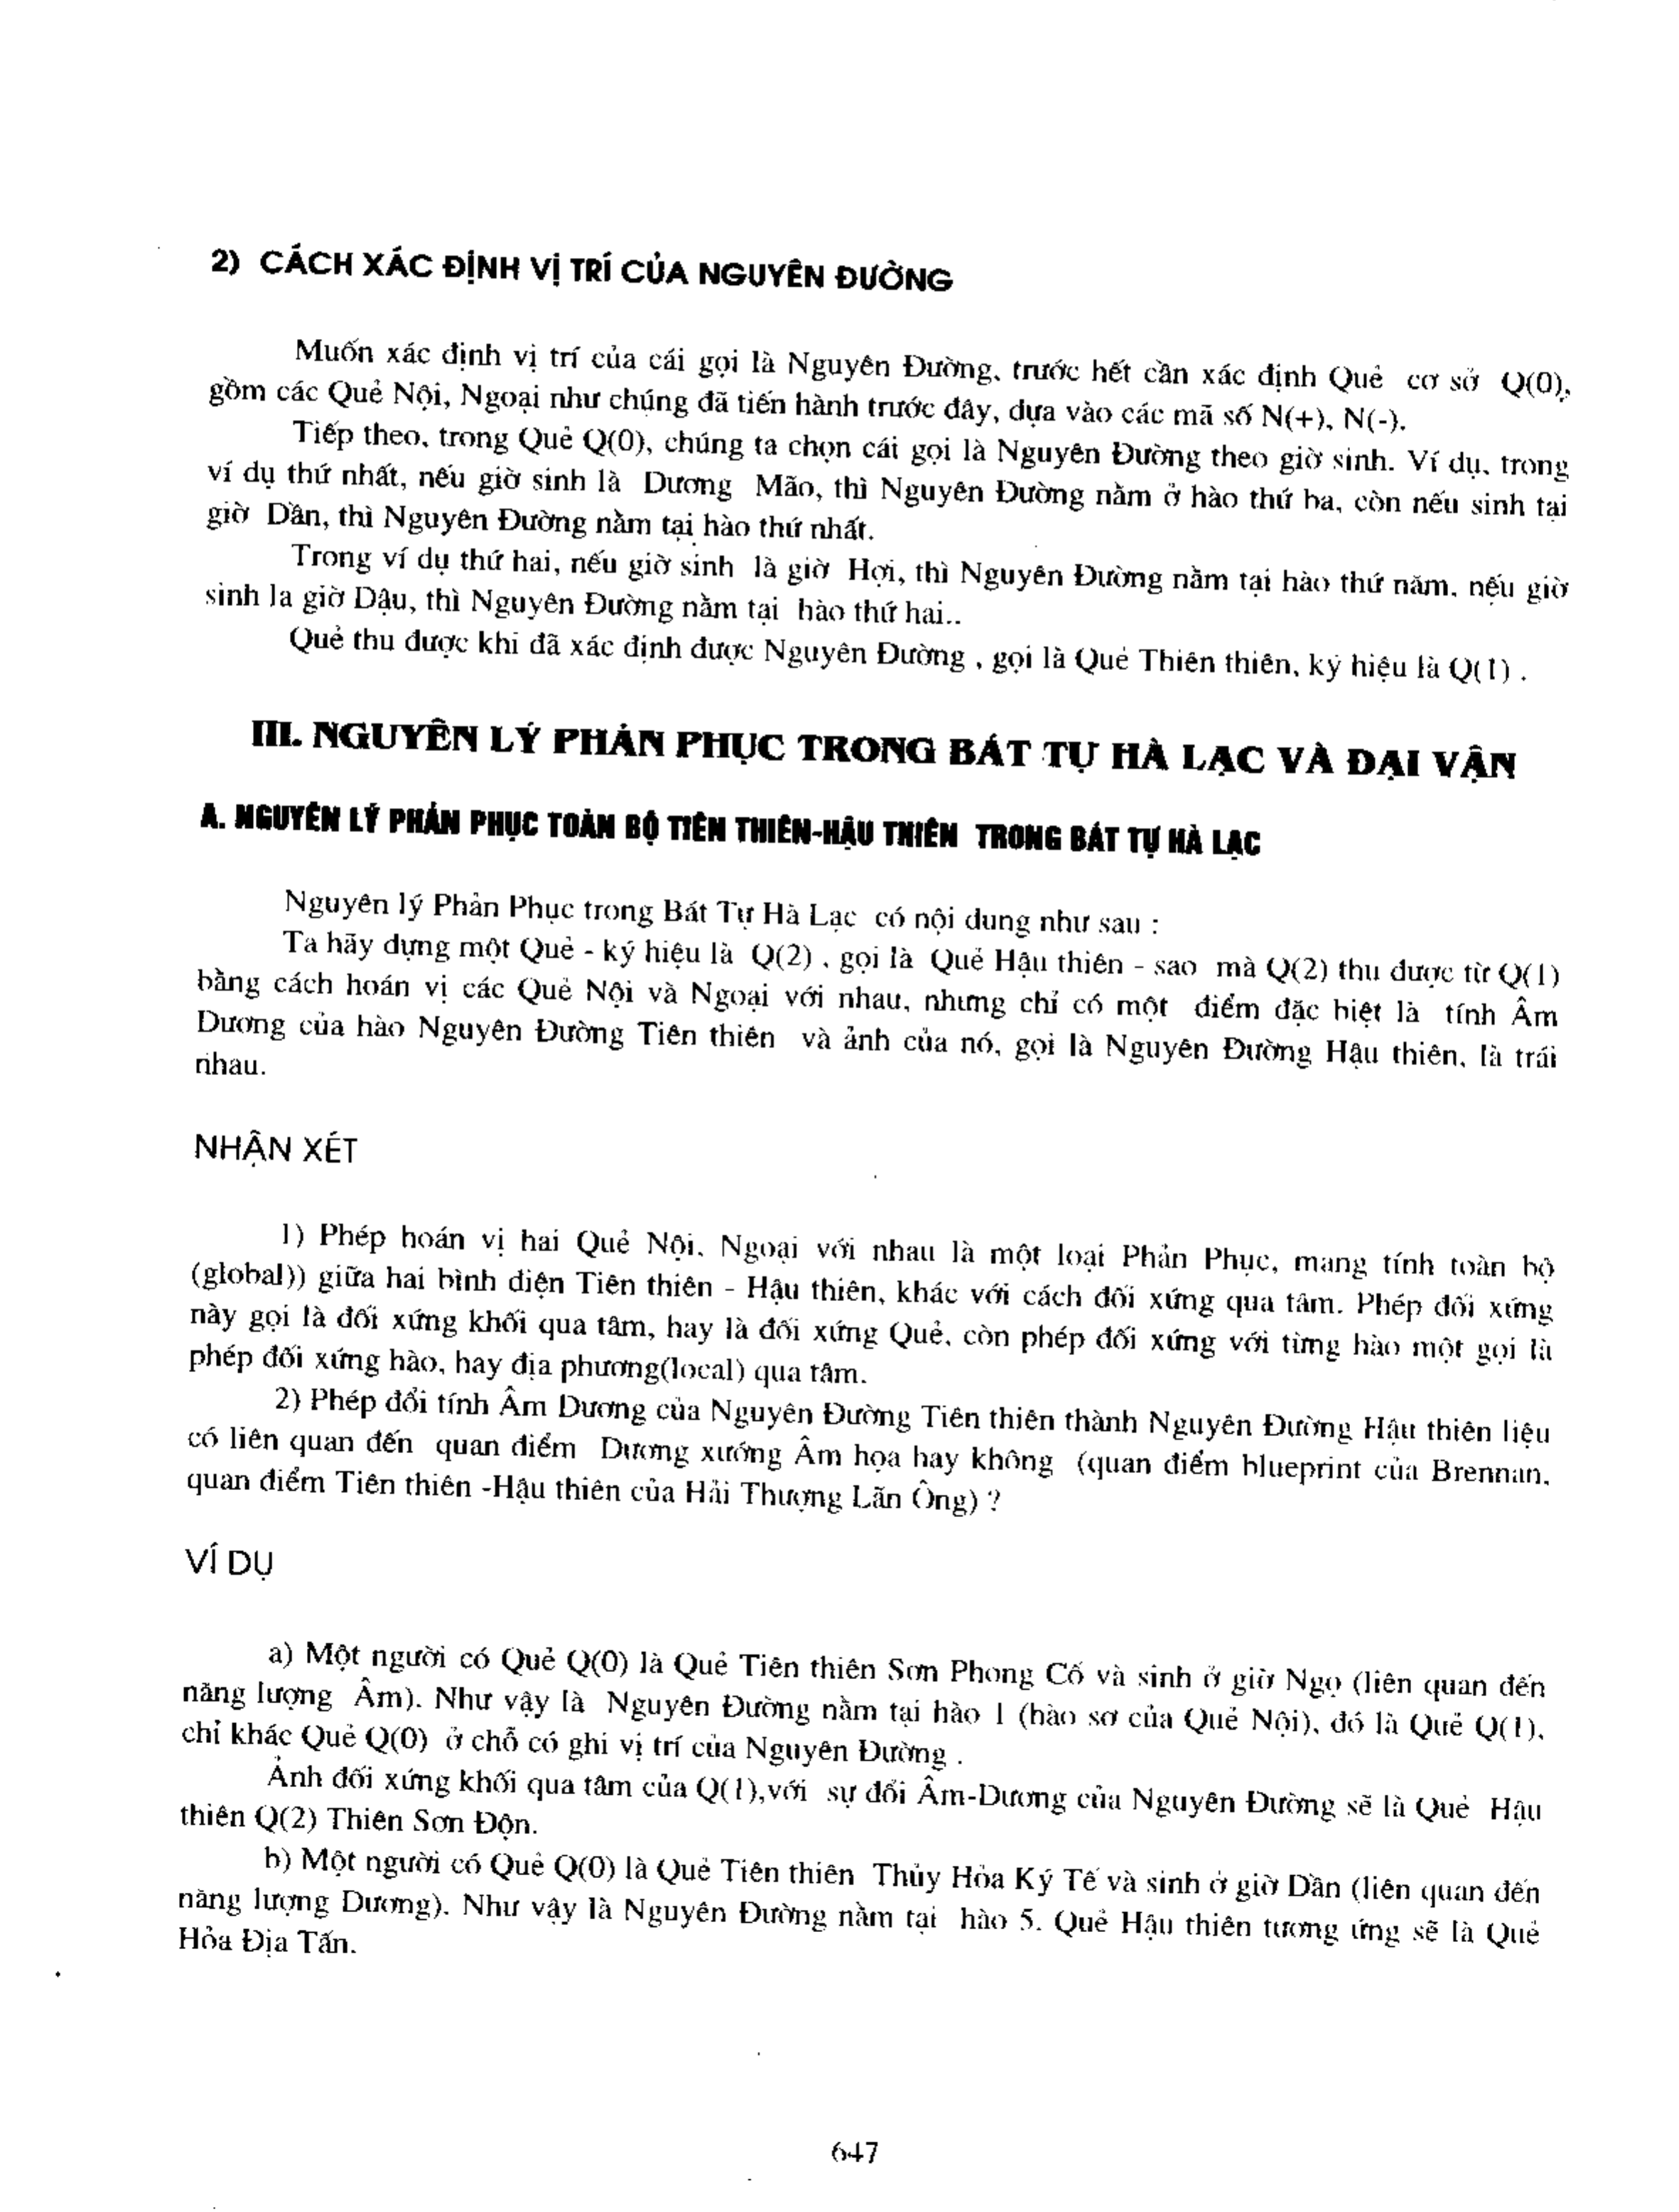 2) CÁCH XÁC ĐỊNH VỊ TRÍ CỦA NGUYÊN ĐƯỜNG
Muốn xác định vị trí của cái gọi là Nguyên Đường, trước hết cần xác định Quẻ cơ sở Q(0),
gồm các Quẻ Nội, Ngoại như chúng đã tiến hành trước đây, dựa vào các mã số N(+), N(-).
Tiếp theo, trong Quẻ Q(0), chúng ta chọn cái gọi là Nguyên Đường theo giờ sinh. Ví dụ, trong
ví dụ thứ nhất, nếu giờ sinh là Dương Mão, thì Nguyên Đường nằm ở hào thứ ba, còn nếu sinh tại
giờ Dần, thì Nguyên Đường nằm tại hào thứ nhất.
Trong ví dụ thứ hai, nếu giờ sinh là giờ Hợi, thì Nguyên Đường nằm tại hào thứ năm, nếu giờ
sinh la giờ Dậu, thì Nguyên Đường nằm tại hào thứ hai..
Quẻ thu được khi đã xác định được Nguyên Đường , gọi là Quẻ Thiên thiên, ký hiệu là Q(1) .
III. NGUYÊN LÝ PHẢN PHỤC TRONG BÁT TỰ HÀ LẠC VÀ ĐẠI VẬN
A. NGUYÊN LÝ PHẢN PHỤC TOÀN BỘ TIÊN THIÊN-HẬU THIÊN TRONG BÁT TỰ HÀ LẠC
Nguyên lý Phản Phục trong Bát Tự Hà Lạc có nội dung như sau :
Ta hãy dựng một Quẻ - ký hiệu là Q(2) , gọi là Quẻ Hậu thiên - sao mà Q(2) thu được từ Q(1)
bằng cách hoán vị các Quẻ Nội và Ngoại với nhau, nhưng chỉ có một điểm đặc biệt là tính Âm
Dương của hào Nguyên Đường Tiên thiên và ảnh của nó, gọi là Nguyên Đường Hậu thiên, là trái
nhau.
NHẬN XÉT
1) Phép hoán vị hai Quẻ Nội, Ngoại với nhau là một loại Phản Phục, mang tính toàn bộ
(global)) giữa hai bình diện Tiên thiên - Hậu thiên, khác với cách đối xứng qua tâm. Phép đối xứng
này gọi là đối xứng khối qua tâm, hay là đối xứng Quẻ, còn phép đối xứng với từng hào một gọi là
phép đối xứng hào, hay địa phương(local) qua tâm.
2) Phép đổi tính Âm Dương của Nguyên Đường Tiên thiên thành Nguyên Đường Hậu thiên liệu
có liên quan đến quan điểm Dương xướng Âm họa hay không (quan điểm blueprint của Brennan,
quan điểm Tiên thiên -Hậu thiên của Hải Thượng Lãn Ông) ?
VÍ DỤ
a) Một người có Quẻ Q(0) là Quẻ Tiên thiên Sơn Phong Cố và sinh ở giờ Ngọ (liên quan đến
năng lượng Âm). Như vậy là Nguyên Đường nằm tại hào 1 (hào sơ của Quẻ Nội), đó là Quẻ Q(1),
chỉ khác Quẻ Q(0) ở chỗ có ghi vị trí của Nguyên Đường .
Ảnh đối xứng khối qua tâm của Q(1),với sự đổi Âm-Dương của Nguyên Đường sẽ là Quẻ Hậu
thiên Q(2) Thiên Sơn Độn.
b) Một người có Quẻ Q(0) là Quẻ Tiên thiên Thủy Hỏa Ký Tế và sinh ở giờ Dần (liên quan đến
năng lượng Dương). Như vậy là Nguyên Đường nằm tại hào 5. Quẻ Hậu thiên tương ứng sẽ là Quẻ
Hỏa Địa Tấn.
647